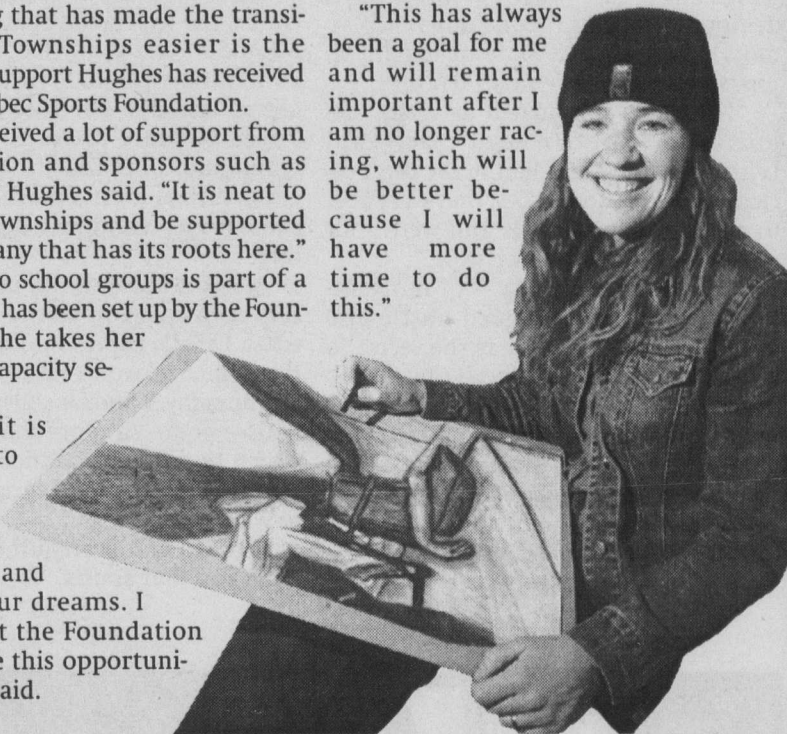 g that has made the transi-
Townships easier is the
upport Hughes has received
bec Sports Foundation.
ceived a lot of support from
tion and sponsors such as
Hughes said. “It is neat to
wnships and be supported
any that has its roots here.”
o school groups is part of a
has been set up by the Foun-
he takes her
apacity se-
it is
to
and
ur dreams. I
t the Foundation
e this opportuni-
aid.
“This has always
been a goal for me
and will remain
important after I
am no longer rac-
ing, which will
be better be-
cause I will
have more
time to do
this.”